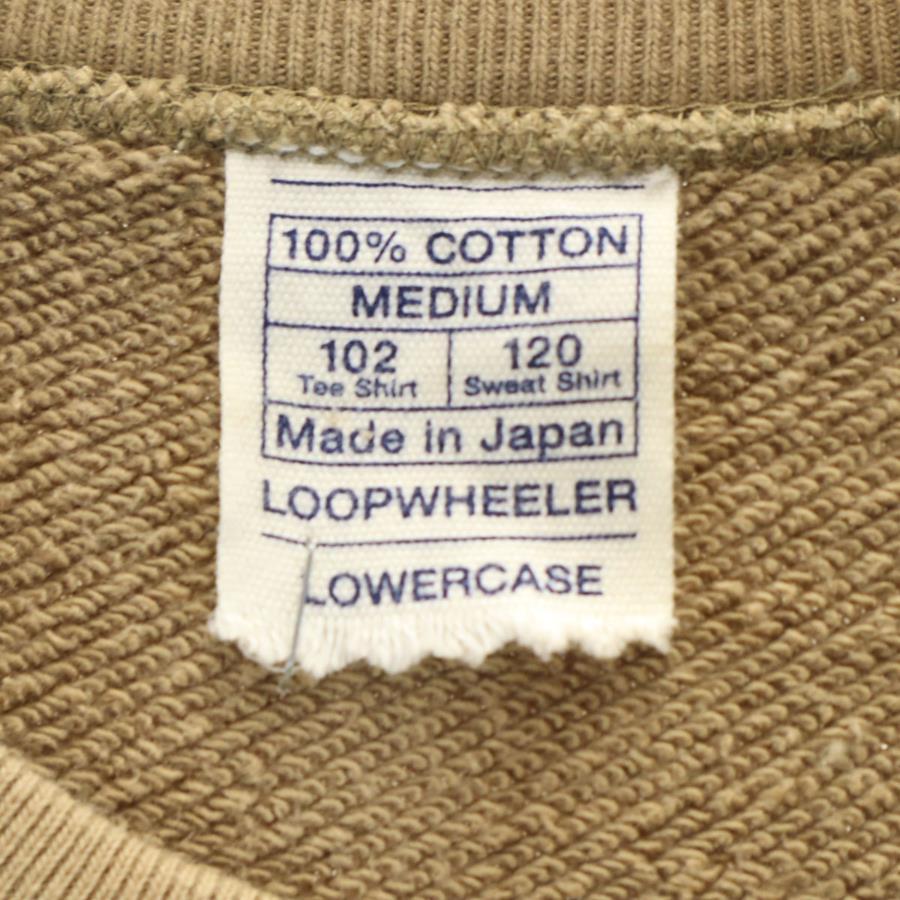 100% COTTON
MEDIUM
102 120
Tee Shirt Sweat Shirt
Made in Japan
LOOPWHEELER
LOWERCASE